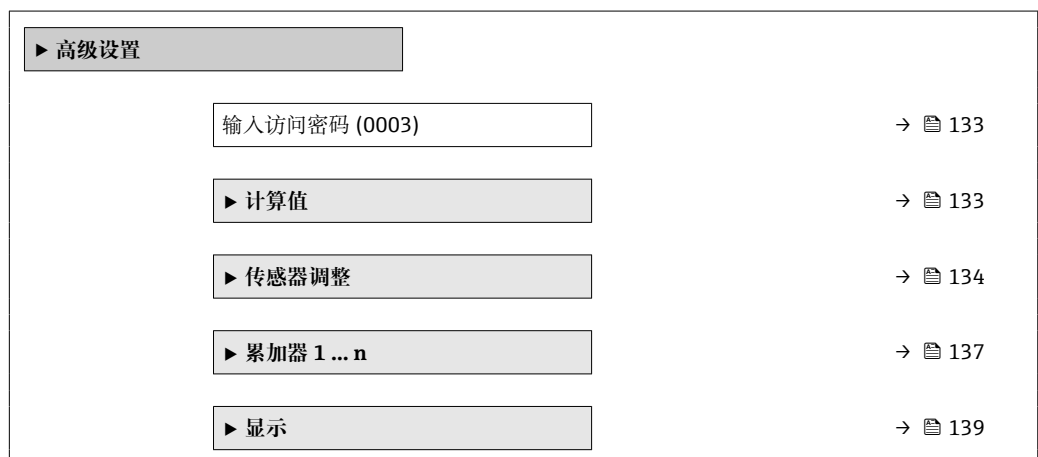 ▶ 高级设置
输入访问密码 (0003) → 133
▶ 计算值 → 133
▶ 传感器调整 → 134
▶ 累加器 1 … n → 137
▶ 显示 → 139